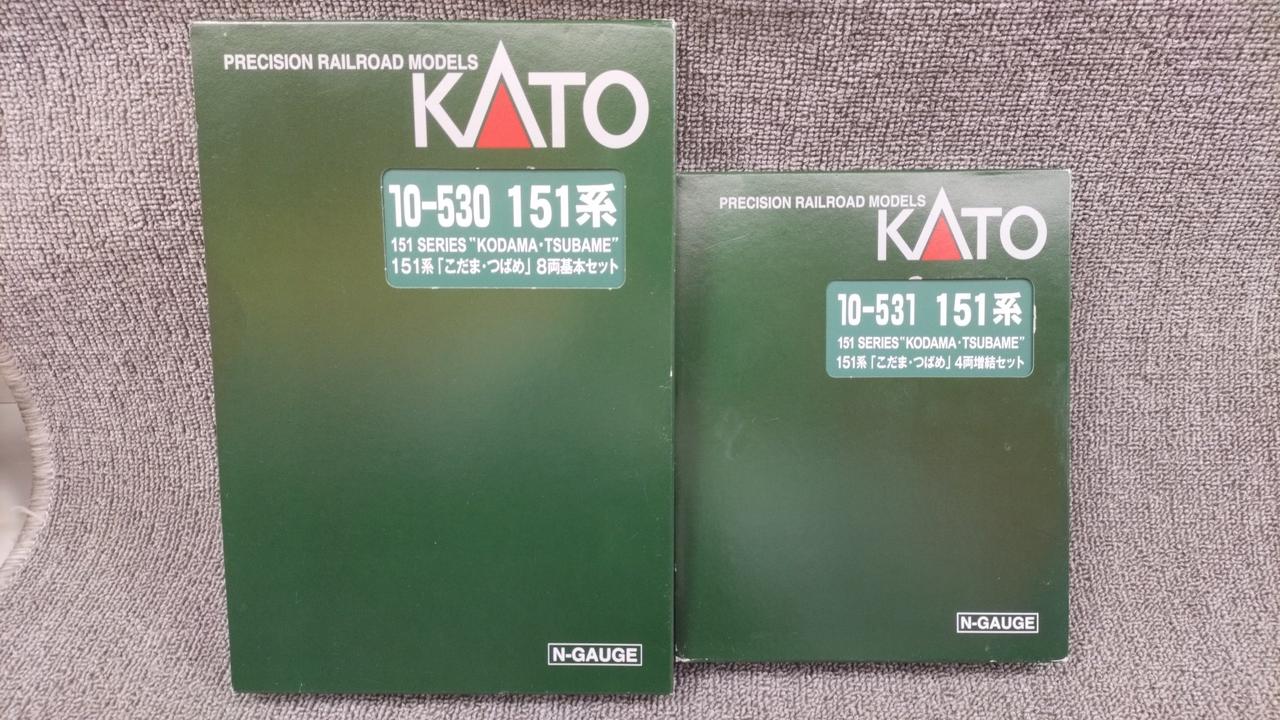 PRECISION RAILROAD MODELS
KATO
10-530 151系
151 SERIES "KODAMA・TSUBAME"
151系「こだま・つばめ」8両基本セット
N-GAUGE
PRECISION RAILROAD MODELS
KATO
10-531 151系
151 SERIES "KODAMA・TSUBAME"
151系「こだま・つばめ」4両増結セット
N-GAUGE